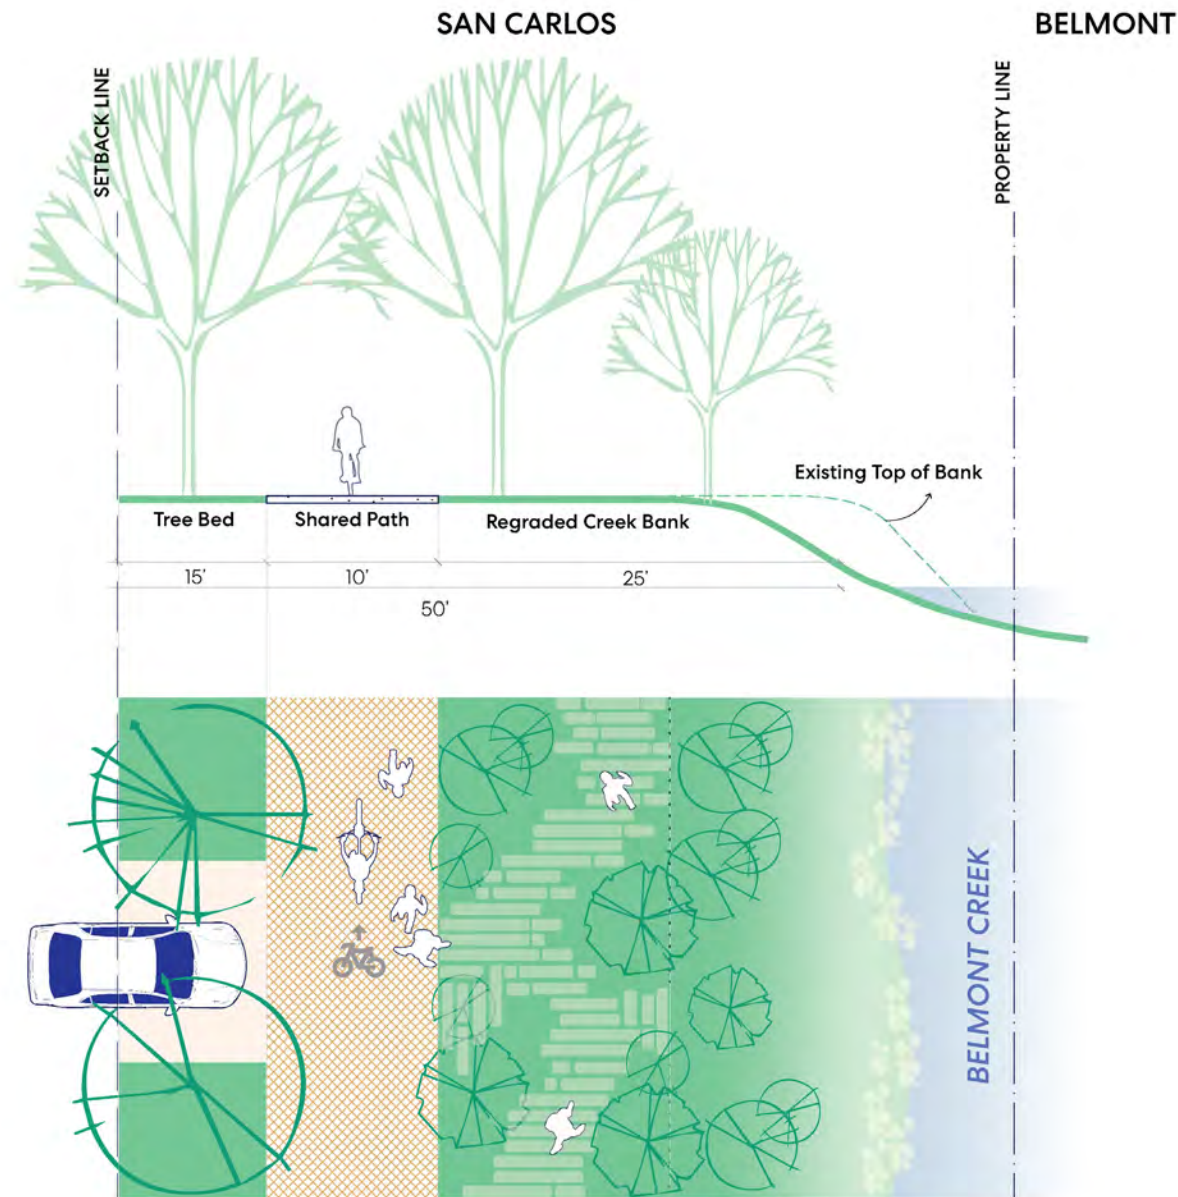 SAN CARLOS
BELMONT
SETBACK LINE
PROPERTY LINE
Existing Top of Bank
Tree Bed
Shared Path
Regraded Creek Bank
15'
10'
25'
50'
BELMONT CREEK